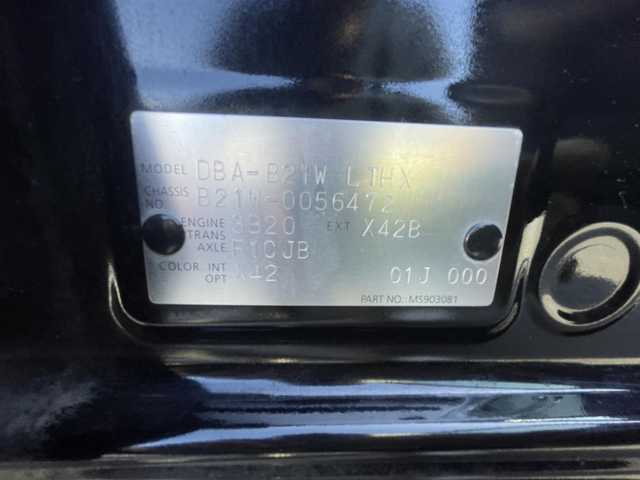 MODEL DBA-B21W LTHX
CHASSIS NO. B21W-0056472
ENGINE 3B20 EXT X42B
TRANS AXLE F1CJB
COLOR INT OPT X42 01J 000
PART NO.: MS903081